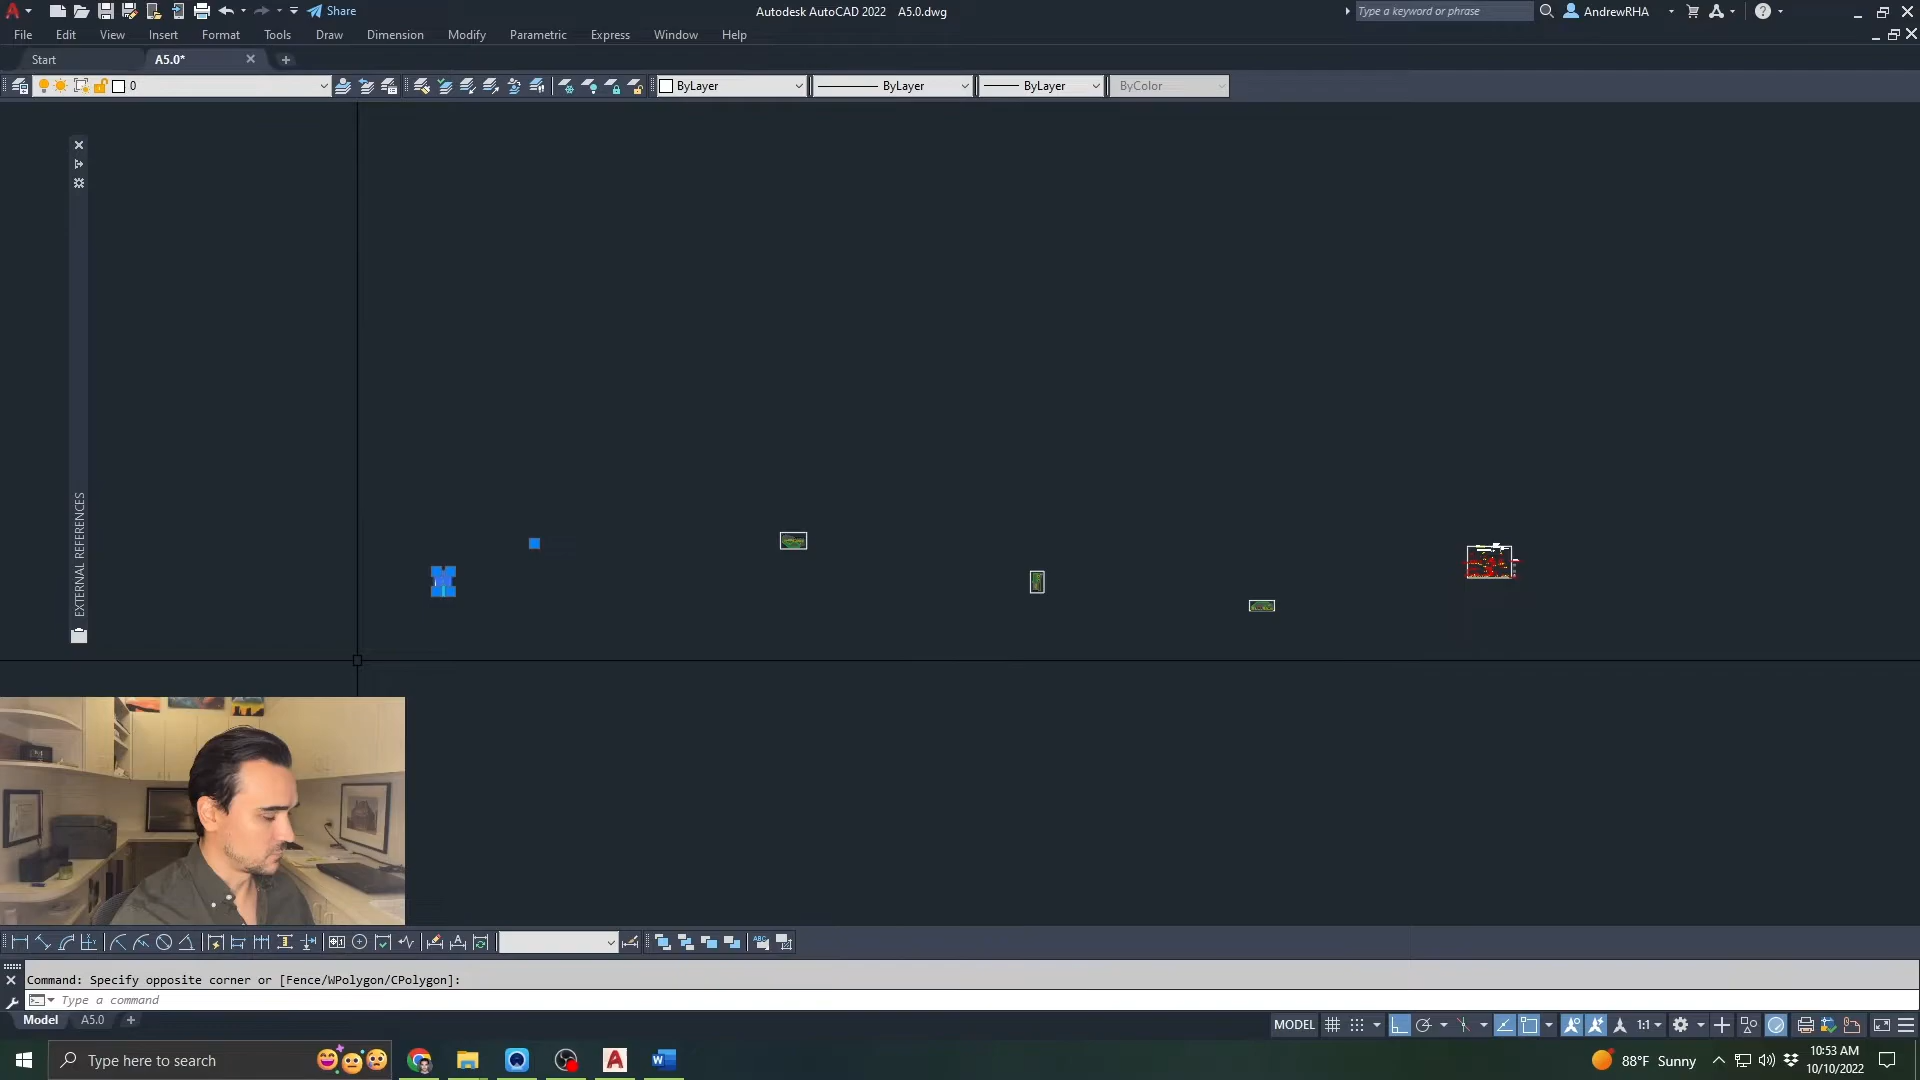 Share
Autodesk AutoCAD 2022 A5.0.dwg
Type a keyword or phrase
AndrewRHA
File Edit View Insert Format Tools Draw Dimension Modify Parametric Express Window Help
Start
A5.0*
0
ByLayer
ByLayer
ByLayer
ByColor
EXTERNAL REFERENCES
Command: Specify opposite corner or [Fence/WPolygon/CPolygon]:
Type a command
Model A5.0
MODEL
1:1
Type here to search
88°F Sunny
10:53 AM
10/10/2022